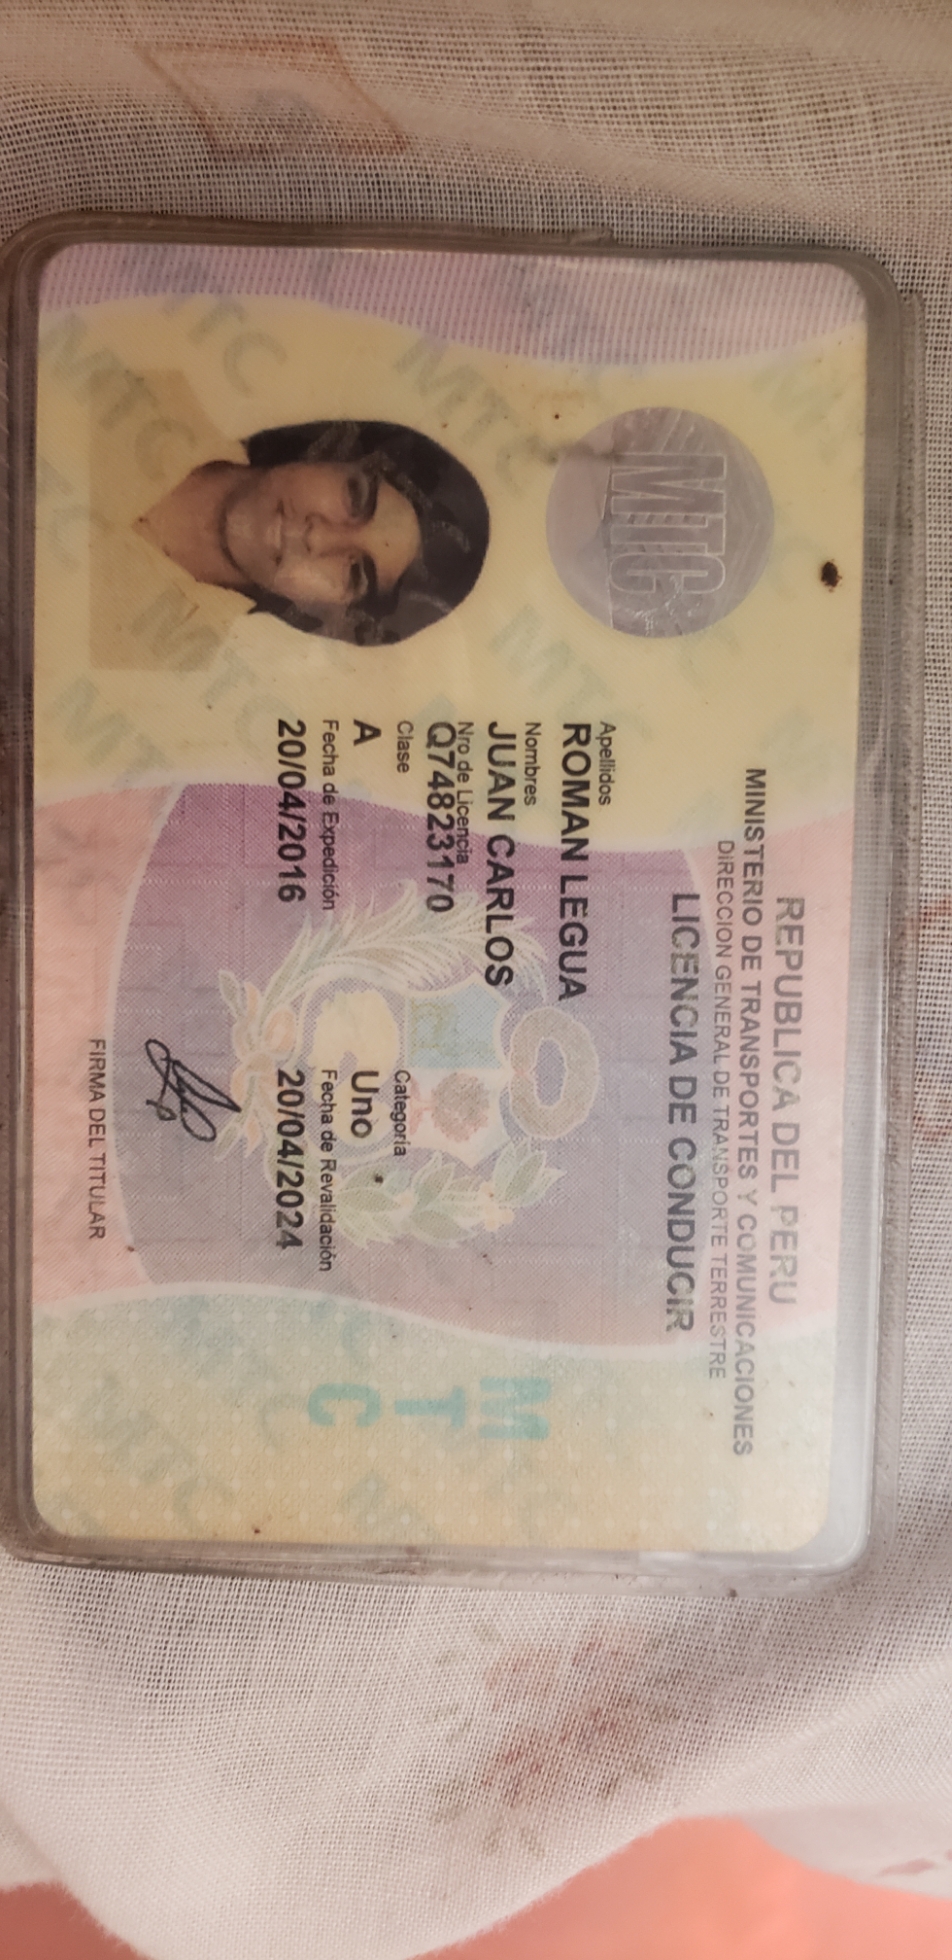 REPUBLICA DEL PERU
MINISTERIO DE TRANSPORTES Y COMUNICACIONES
DIRECCION GENERAL DE TRANSPORTE TERRESTRE
LICENCIA DE CONDUCIR
MTC
Apellidos
ROMAN LEGUA
Nombres
JUAN CARLOS
Nro de Licencia
Q74823170
Clase Categoría
A Uno
Fecha de Expedición Fecha de Revalidación
20/04/2016 20/04/2024
FIRMA DEL TITULAR
M
T
C